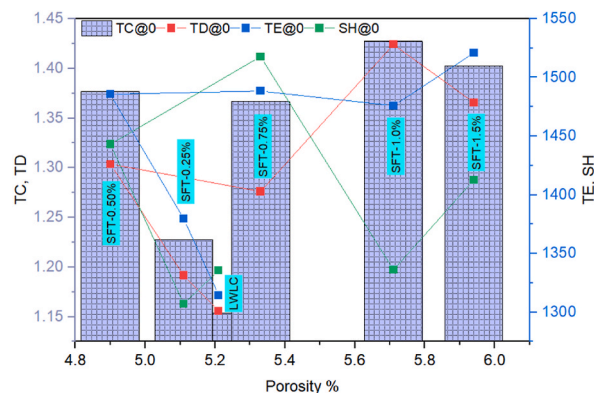 TC@0 TD@0 TE@0 SH@0
1.45
1.40
1.35
1.30
1.25
1.20
1.15
TC, TD
1550
1500
1450
1400
1350
1300
TE. SH
SFT-0.50%
SFT-0.25%
LWLC
SFT-0.75%
SFT-1.0%
SFT-1.5%
4.8 5.0 5.2 5.4 5.6 5.8 6.0
Porosity %